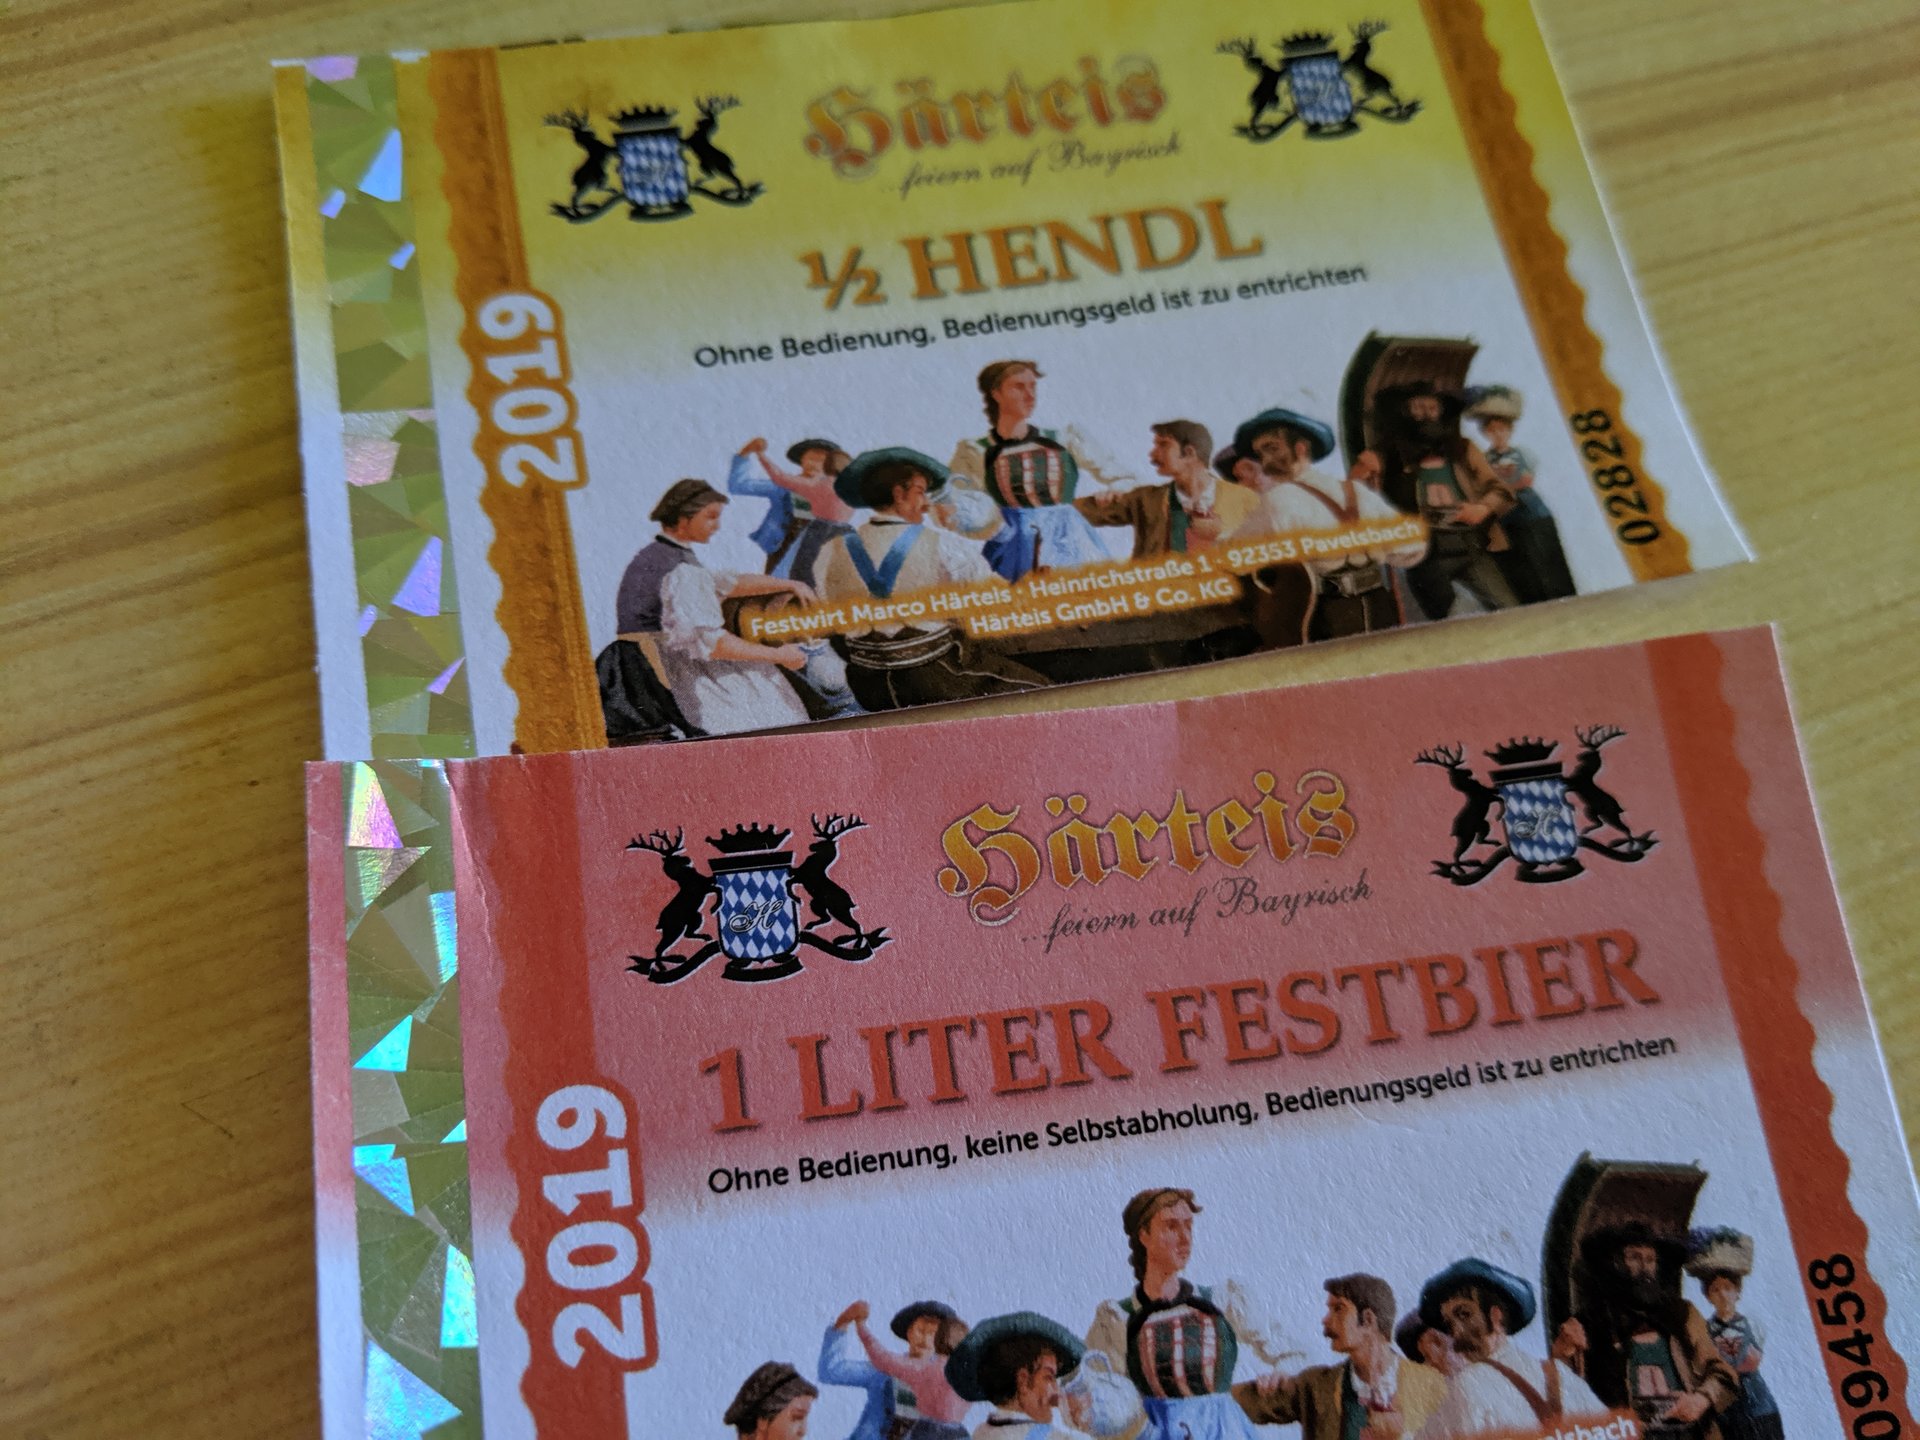 Härteis
...feiern auf Bayrisch
½ HENDL
Ohne Bedienung, Bedienungsgeld ist zu entrichten
2019
02828
Festwirt Marco Härteis · Heinrichstraße 1 · 92353 Pavelsbach
Härteis GmbH & Co. KG
H
Härteis
...feiern auf Bayrisch
H
1 LITER FESTBIER
Ohne Bedienung, keine Selbstabholung, Bedienungsgeld ist zu entrichten
2019
09458